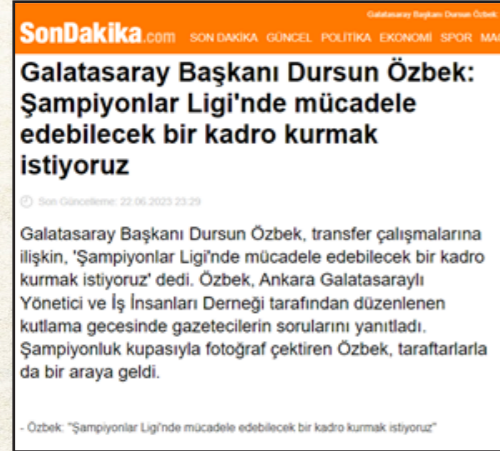 Galatasaray Başkanı Dursun Özbek:
SonDakika.com SON DAKİKA GÜNCEL POLİTİKA EKONOMİ SPOR
Galatasaray Başkanı Dursun Özbek:
Şampiyonlar Ligi'nde mücadele
edebilecek bir kadro kurmak
istiyoruz
Son Güncelleme: 22.06.2023 23:29
Galatasaray Başkanı Dursun Özbek, transfer çalışmalarına
ilişkin, 'Şampiyonlar Ligi'nde mücadele edebilecek bir kadro
kurmak istiyoruz' dedi. Özbek, Ankara Galatasaraylı
Yönetici ve İş İnsanları Derneği tarafından düzenlenen
kutlama gecesinde gazetecilerin sorularını yanıtladı.
Şampiyonluk kupasıyla fotoğraf çektiren Özbek, taraftarlarla
da bir araya geldi.
- Özbek: "Şampiyonlar Ligi'nde mücadele edebilecek bir kadro kurmak istiyoruz"